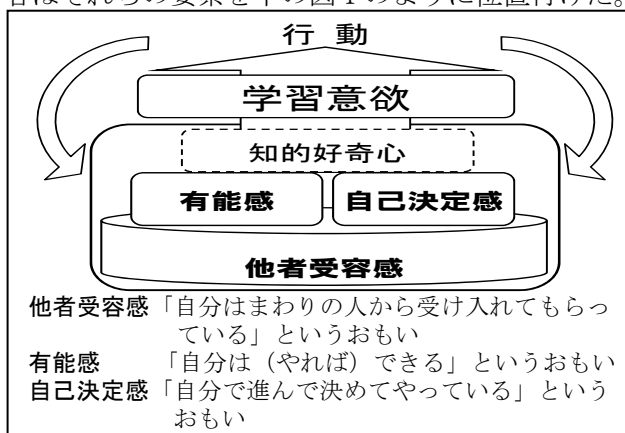 者はそれらの要素を下の図1のように位置付けた。
行 動
学習意欲
知的好奇心
有能感 自己決定感
他者受容感
他者受容感「自分はまわりの人から受け入れてもらっ
ている」というおもい
有能感 「自分は（やれば）できる」というおもい
自己決定感「自分で進んで決めてやっている」という
おもい